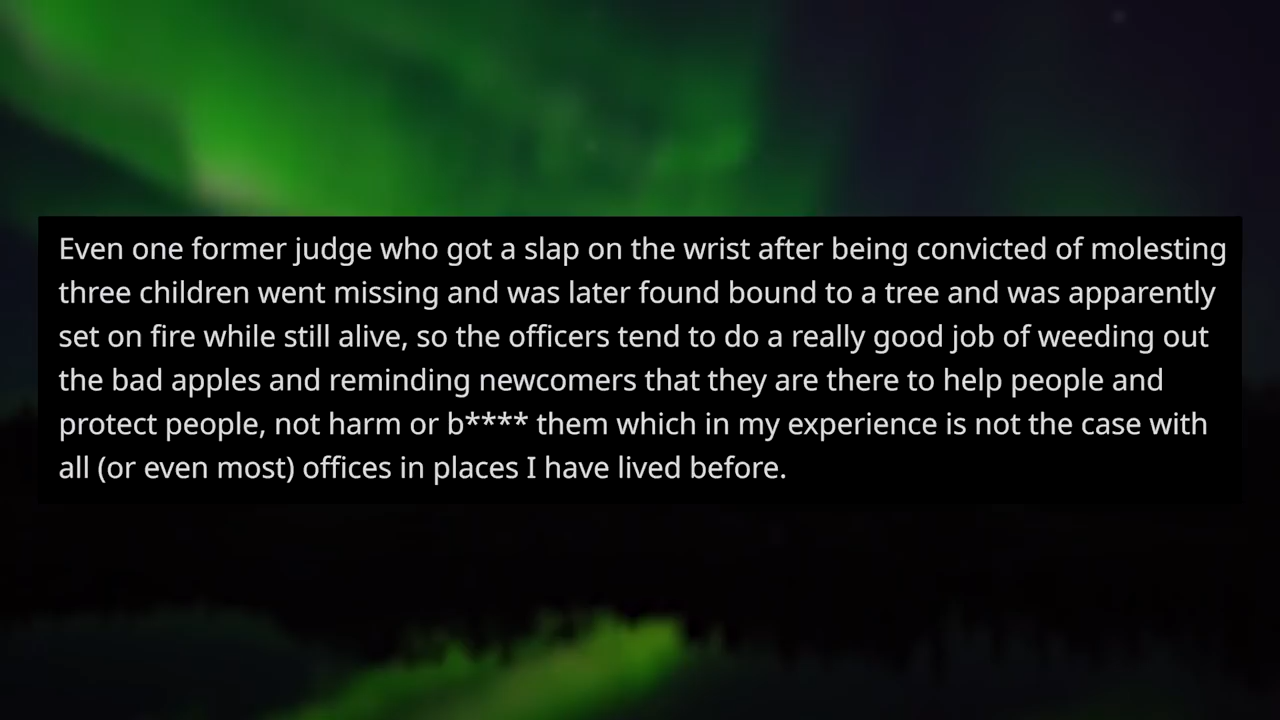 Even one former judge who got a slap on the wrist after being convicted of molesting
three children went missing and was later found bound to a tree and was apparently
set on fire while still alive, so the officers tend to do a really good job of weeding out
the bad apples and reminding newcomers that they are there to help people and
protect people, not harm or b**** them which in my experience is not the case with
all (or even most) offices in places I have lived before.